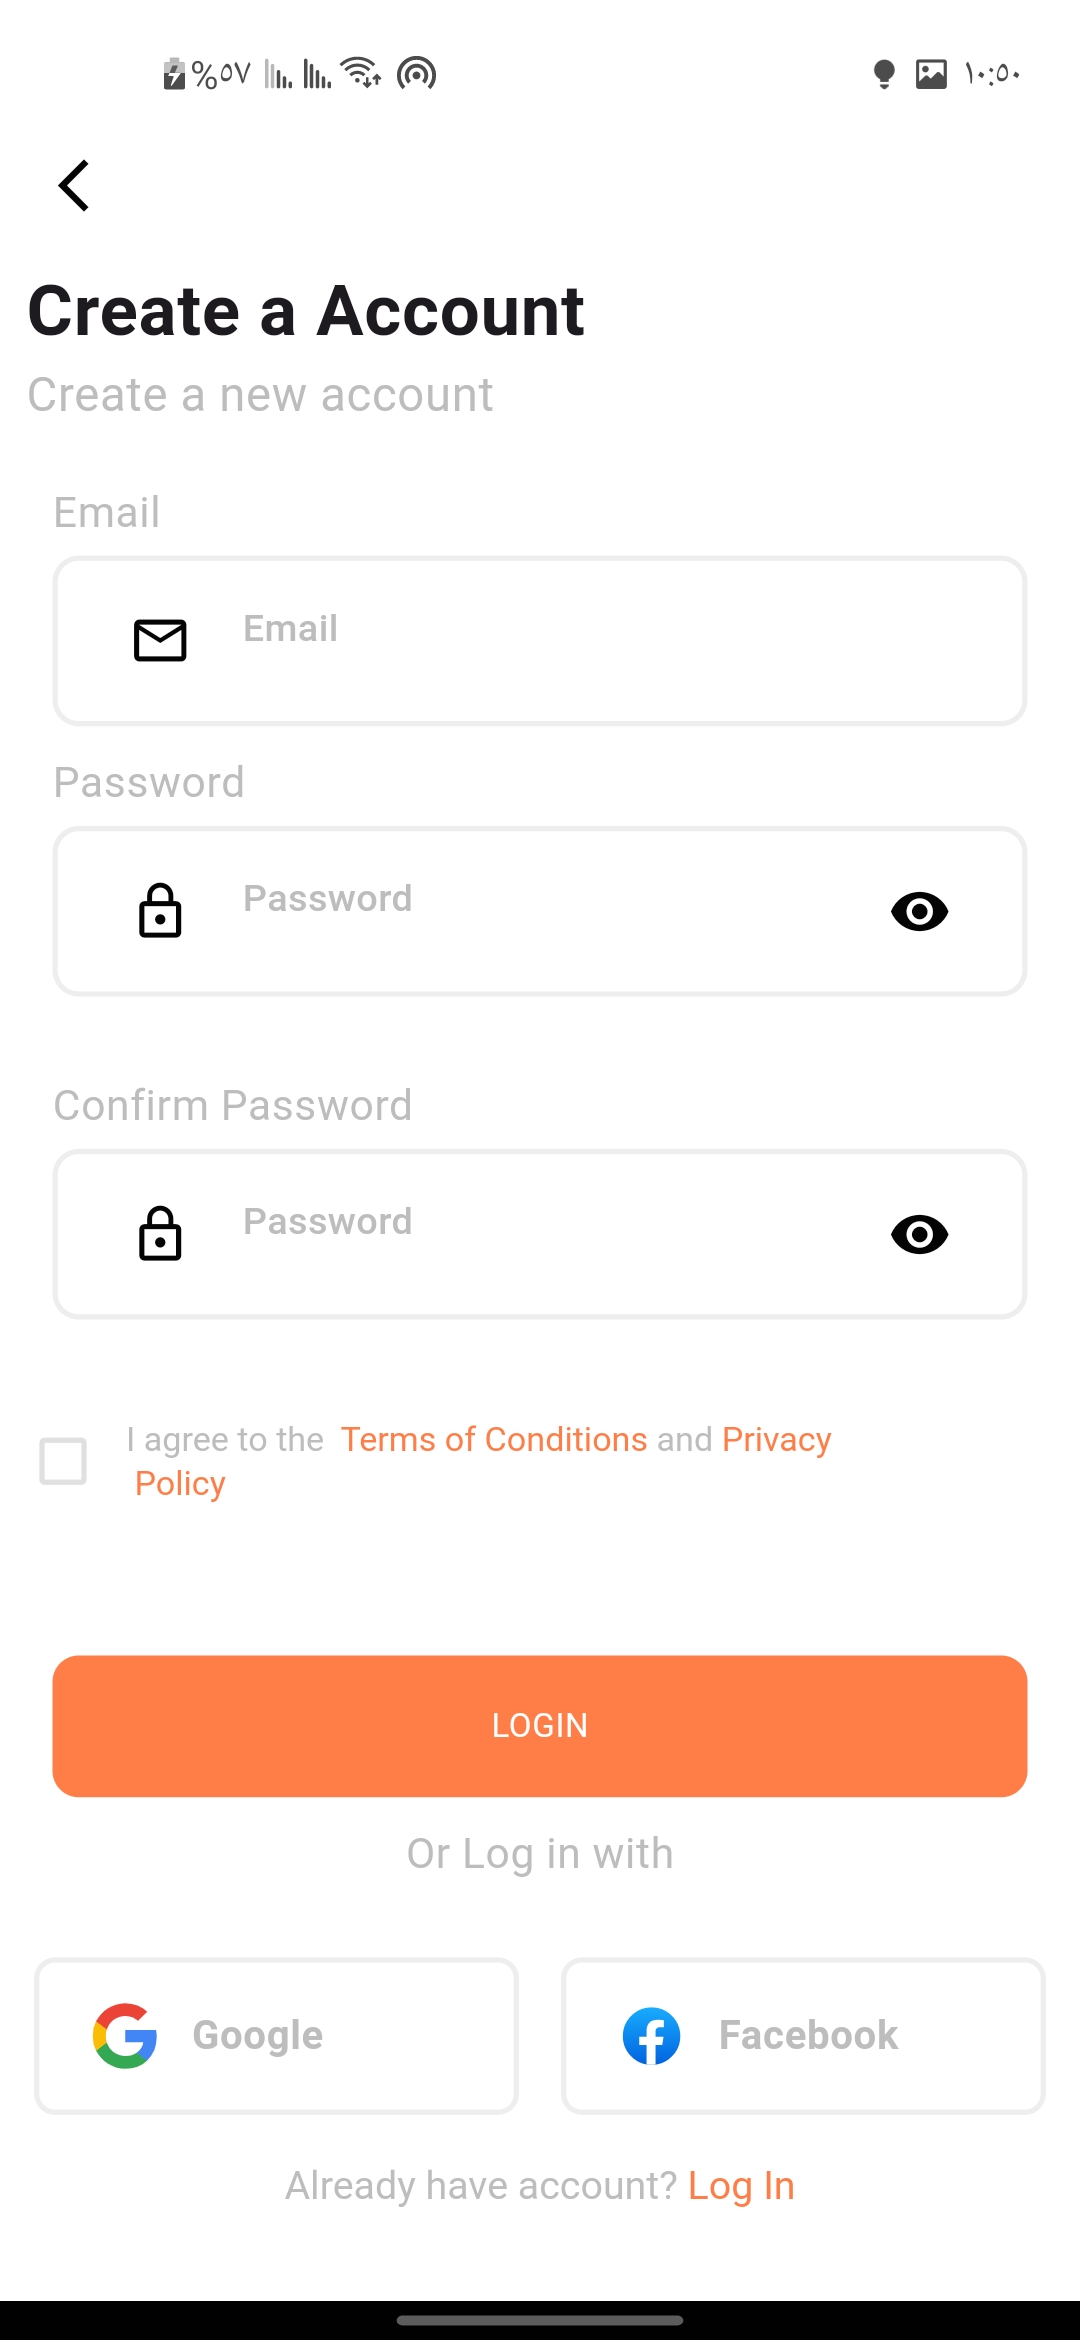 %٥٧ ١٠:٥٠
Create a Account
Create a new account
Email
Email
Password
Password
Confirm Password
Password
I agree to the Terms of Conditions and Privacy
Policy
LOGIN
Or Log in with
Google Facebook
Already have account? Log In